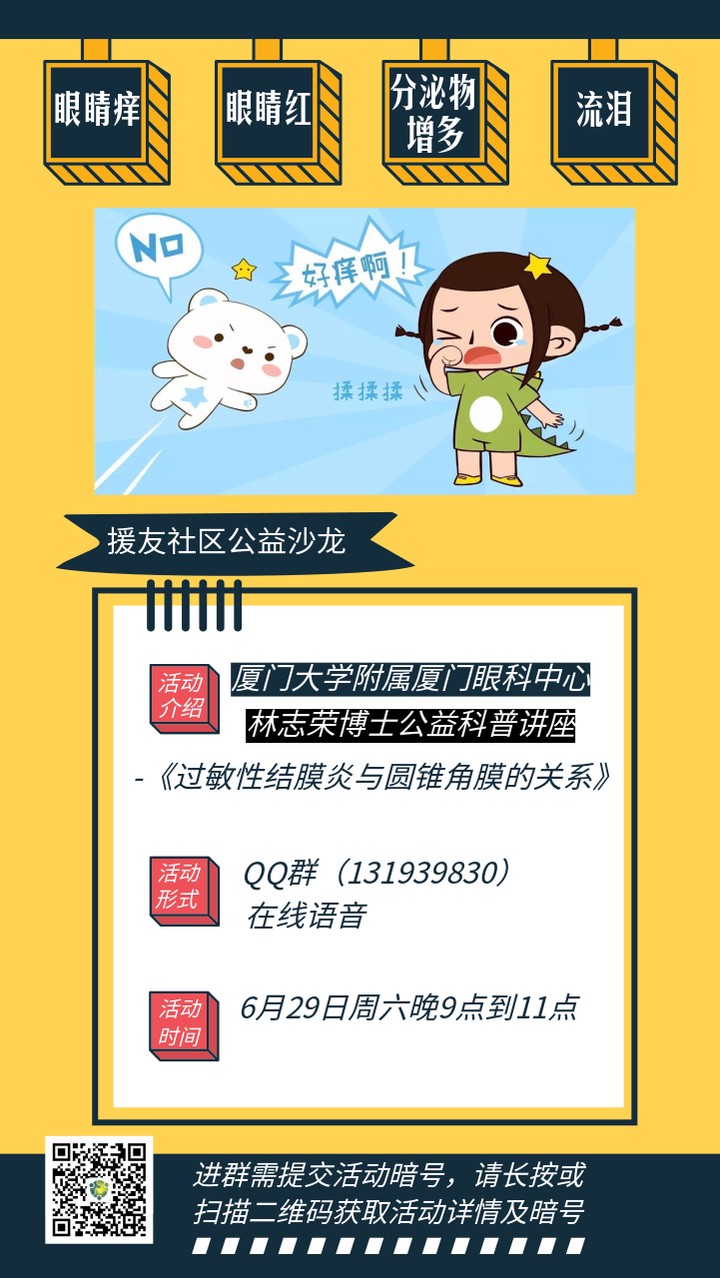 眼睛痒
眼睛红
分泌物
增多
流泪
No
好痒啊！
揉揉揉
援友社区公益沙龙
活动
介绍
厦门大学附属厦门眼科中心
林志荣博士公益科普讲座
-《过敏性结膜炎与圆锥角膜的关系》
活动
形式
QQ群（131939830）
在线语音
活动
时间
6月29日周六晚9点到11点
进群需提交活动暗号，请长按或
扫描二维码获取活动详情及暗号